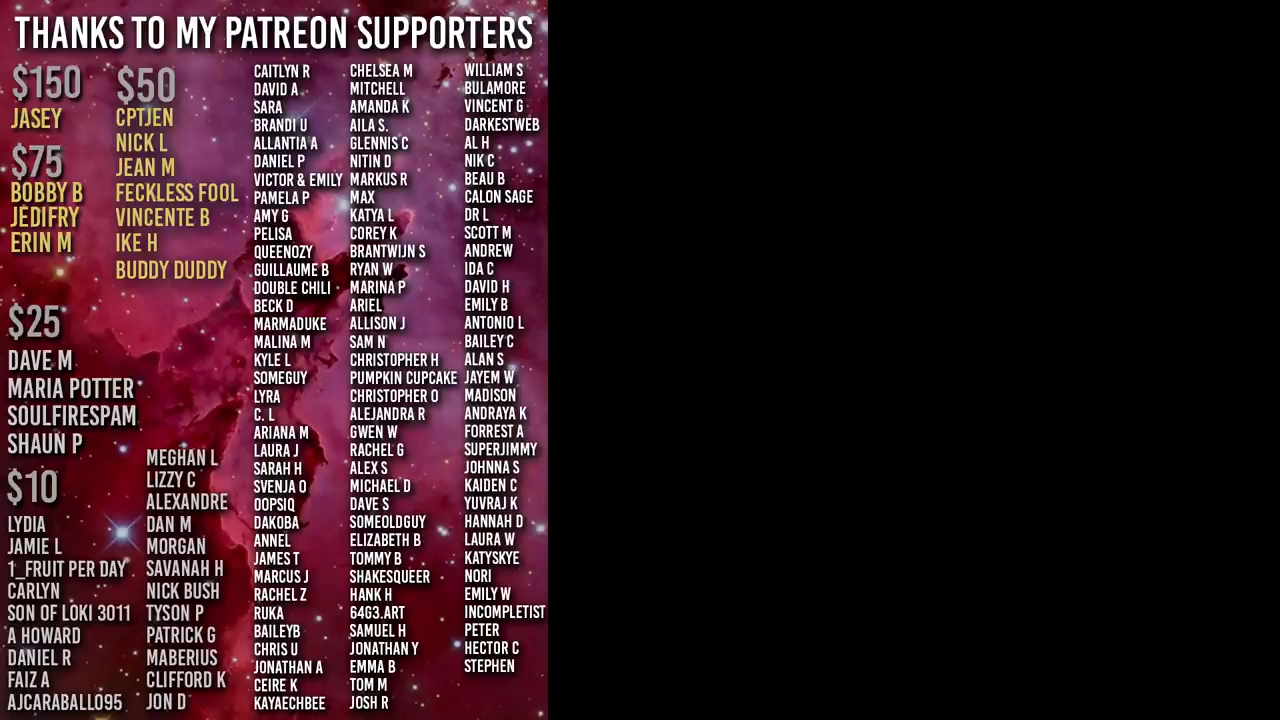 THANKS TO MY PATREON SUPPORTERS
$150
JASEY
$75
BOBBY B
JEDIFRY
ERIN M
$50
CPTJEN
NICK L
JEAN M
FECKLESS FOOL
VINCENTE B
IKE H
BUDDY DUDDY
$25
DAVE M
MARIA POTTER
SOULFIRESPAM
SHAUN P
$10
LYDIA
JAMIE L
1_FRUIT PER DAY
CARLYN
SON OF LOKI 3011
A HOWARD
DANIEL R
FAIZ A
AJCARABALLO95
MEGHAN L
LIZZY C
ALEXANDRE
DAN M
MORGAN
SAVANAH H
NICK BUSH
TYSON P
PATRICK G
MABERIUS
CLIFFORD K
JON D
CAITLYN R
DAVID A
SARA
BRANDI U
ALLANTIA A
DANIEL P
VICTOR & EMILY
PAMELA P
AMY G
PELISA
QUEENOZY
GUILLAUME B
DOUBLE CHILI
BECK D
MARMADUKE
MALINA M
KYLE L
SOMEGUY
LYRA
C. L
ARIANA M
LAURA J
SARAH H
SVENJA O
OOPSIQ
DAKOBA
ANNEL
JAMES T
MARCUS J
RACHEL Z
RUKA
BAILEYB
CHRIS U
JONATHAN A
CEIRE K
KAYAECHBEE
CHELSEA M
MITCHELL
AMANDA K
AILA S.
GLENNIS C
NITIN D
MARKUS R
MAX
KATYA L
COREY K
BRANTWIJN S
RYAN W
MARINA P
ARIEL
ALLISON J
SAM N
CHRISTOPHER H
PUMPKIN CUPCAKE
CHRISTOPHER O
ALEJANDRA R
GWEN W
RACHEL G
ALEX S
MICHAEL D
DAVE S
SOMEOLDGUY
ELIZABETH B
TOMMY B
SHAKESQUEER
HANK H
64G3.ART
SAMUEL H
JONATHAN Y
EMMA B
TOM M
JOSH R
WILLIAM S
BULAMORE
VINCENT G
DARKESTWEB
AL H
NIK C
BEAU B
CALON SAGE
DR L
SCOTT M
ANDREW
IDA C
DAVID H
EMILY B
ANTONIO L
BAILEY C
ALAN S
JAYEM W
MADISON
ANDRAYA K
FORREST A
SUPERJIMMY
JOHNNA S
KAIDEN C
YUVRAJ K
HANNAH D
LAURA W
KATYSKYE
NORI
EMILY W
INCOMPLETIST
PETER
HECTOR C
STEPHEN